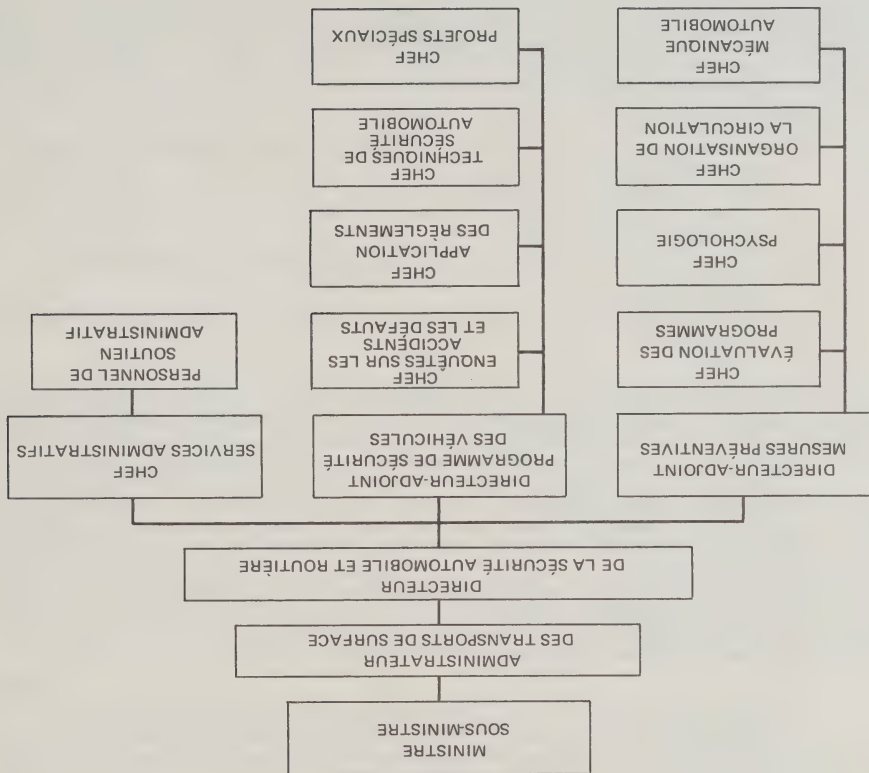 MINISTRE
SOUS-MINISTRE
ADMINISTRATEUR
DES TRANSPORTS DE SURFACE
DIRECTEUR
DE LA SÉCURITÉ AUTOMOBILE ET ROUTIÈRE
DIRECTEUR-ADJOINT
MESURES PRÉVENTIVES
CHEF
ÉVALUATION DES
PROGRAMMES
CHEF
PSYCHOLOGIE
CHEF
ORGANISATION DE
LA CIRCULATION
CHEF
MÉCANIQUE
AUTOMOBILE
DIRECTEUR-ADJOINT
PROGRAMME DE SÉCURITÉ
DES VÉHICULES
CHEF
ENQUÊTES SUR LES
ACCIDENTS
ET LES DÉFAUTS
CHEF
APPLICATION
DES RÈGLEMENTS
CHEF
TECHNIQUES DE
SÉCURITÉ
AUTOMOBILE
CHEF
PROJETS SPÉCIAUX
CHEF
SERVICES ADMINISTRATIFS
PERSONNEL DE
SOUTIEN
ADMINISTRATIF